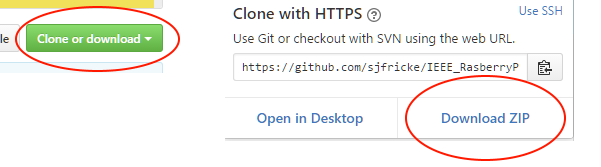 Clone or download
Clone with HTTPS
Use SSH
Use Git or checkout with SVN using the web URL.
https://github.com/sjfricke/IEEE_RasberryP
Open in Desktop
Download ZIP